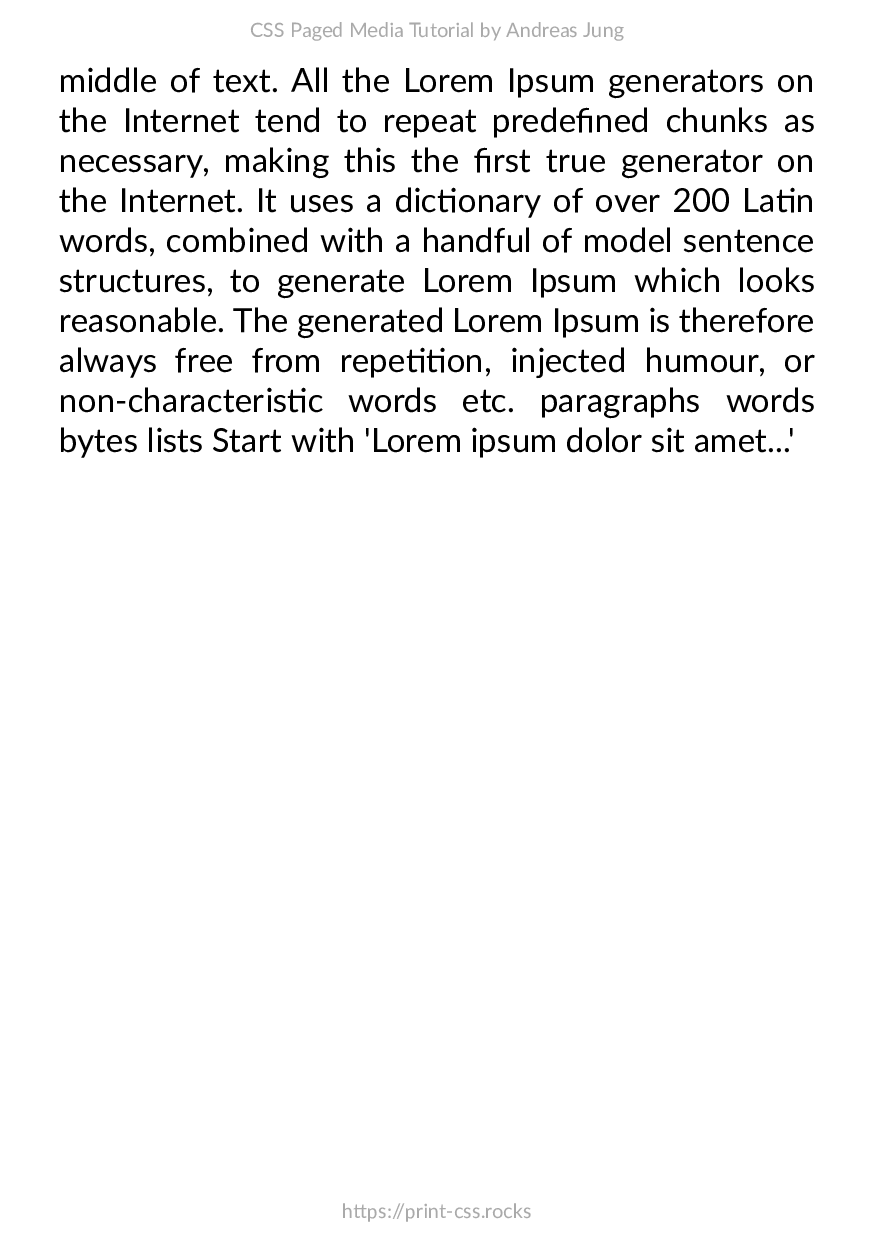 CSS Paged Media Tutorial by Andreas Jung
middle of text. All the Lorem Ipsum generators on
the Internet tend to repeat predefined chunks as
necessary, making this the first true generator on
the Internet. It uses a dictionary of over 200 Latin
words, combined with a handful of model sentence
structures, to generate Lorem Ipsum which looks
reasonable. The generated Lorem Ipsum is therefore
always free from repetition, injected humour, or
non-characteristic words etc. paragraphs words
bytes lists Start with 'Lorem ipsum dolor sit amet...'
https://print-css.rocks